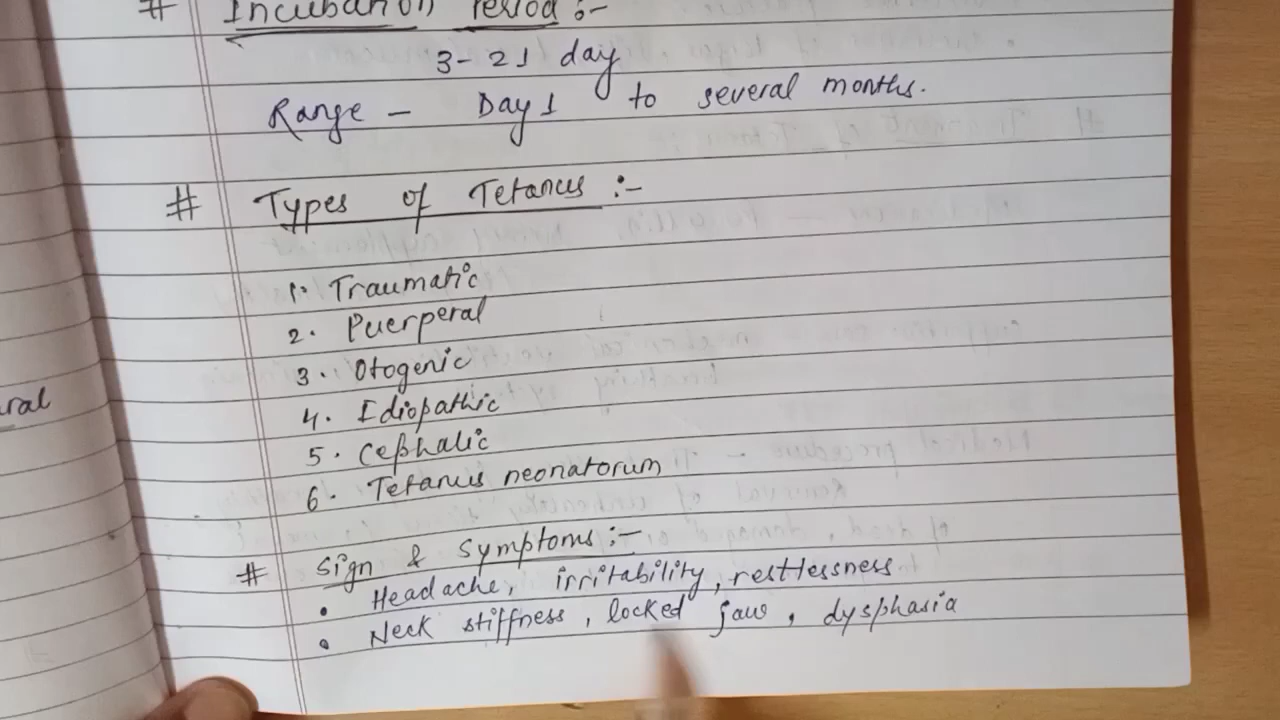 # Incubation Period :-
3-21 day
Range - Day 1 to several months.
# Types of Tetanus :-
1. Traumatic
2. Puerperal
3. Otogenic
4. Idiopathic
5. Cephalic
6. Tetanus neonatorum
# Sign & Symptoms :-
• Headache, irritability, restlessness
• Neck stiffness, locked jaw, dysphasia
ural